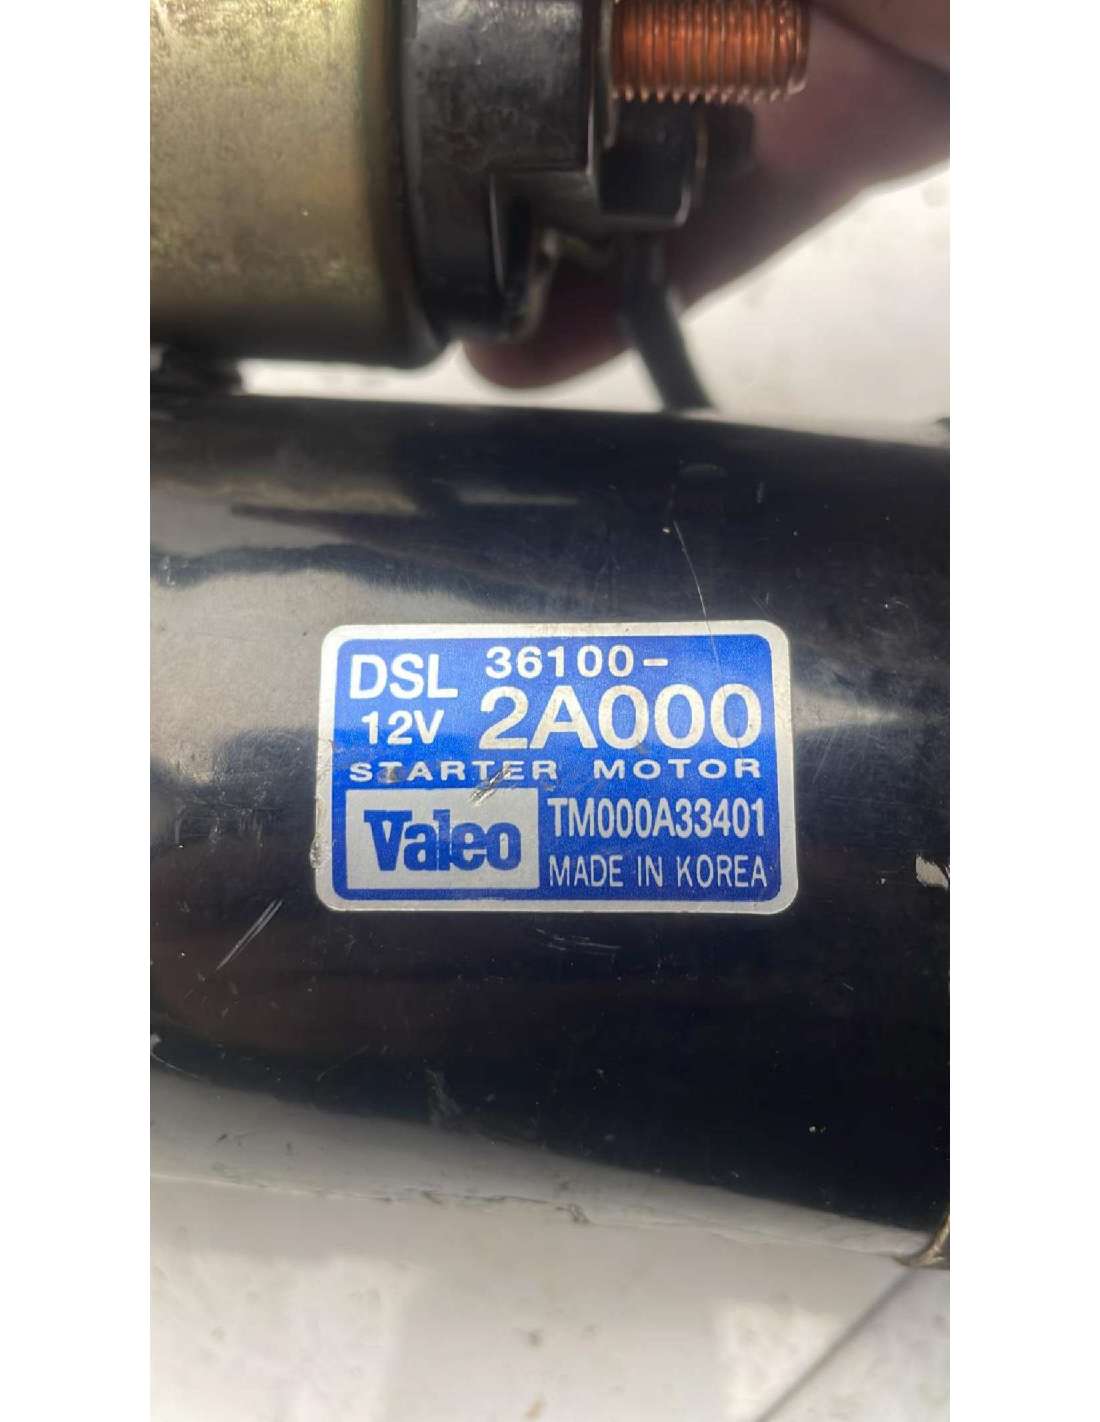 DSL 36100-
12V 2A000
STARTER MOTOR
Valeo TM000A33401
MADE IN KOREA